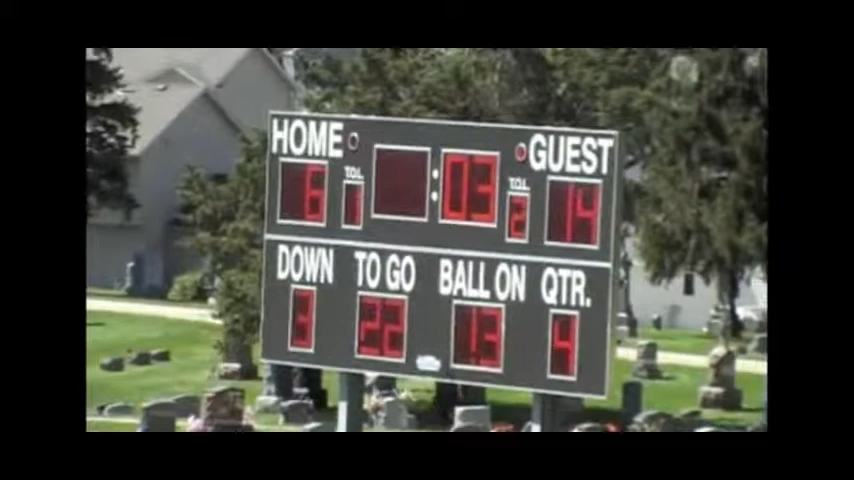 HOME GUEST
T.O.L. T.O.L.
6 1 :03 2 14
DOWN TO GO BALL ON QTR.
3 22 13 4